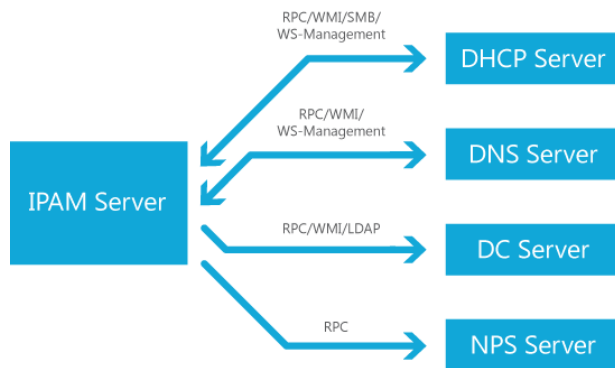 RPC/WMI/SMB/
WS-Management
DHCP Server
RPC/WMI/
WS-Management
DNS Server
IPAM Server
RPC/WMI/LDAP
DC Server
RPC
NPS Server